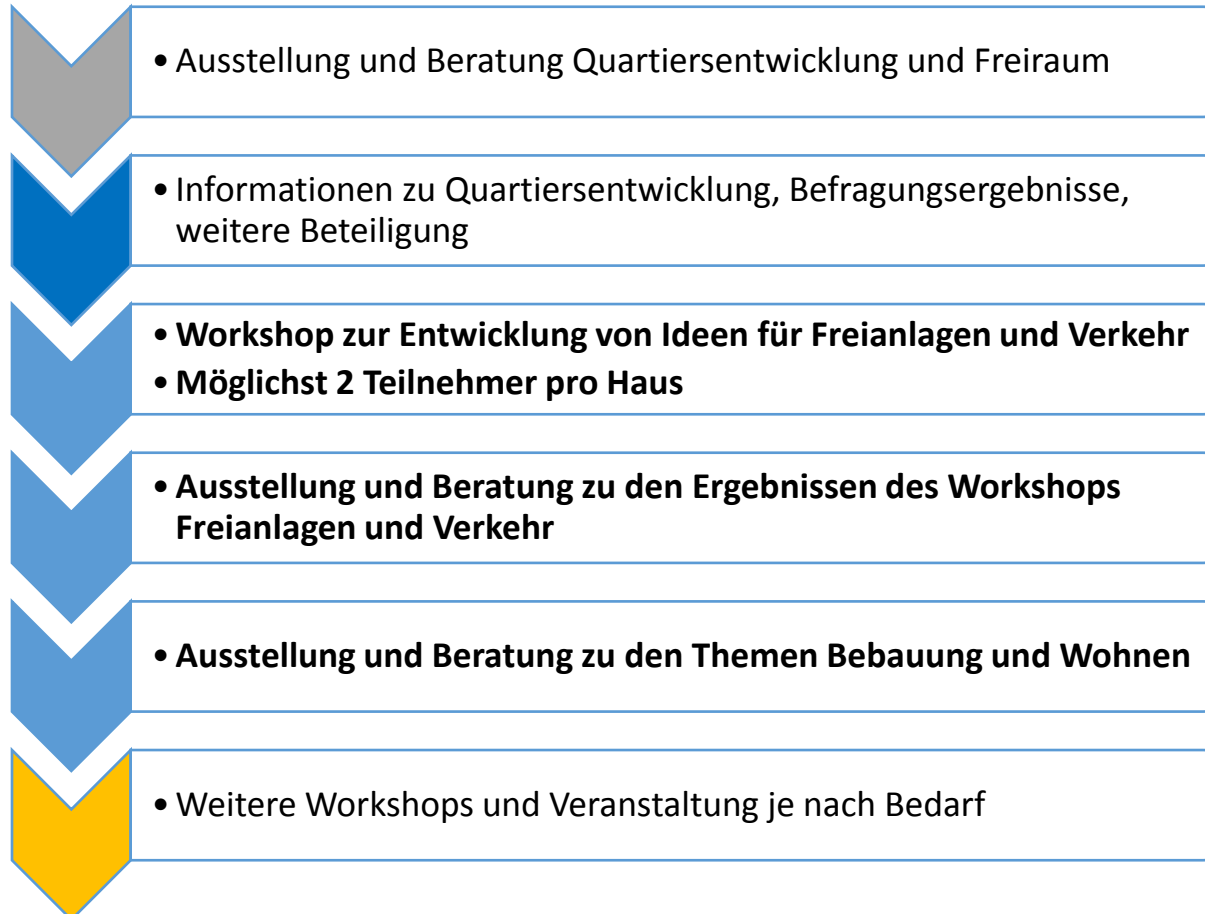 • Ausstellung und Beratung Quartiersentwicklung und Freiraum
• Informationen zu Quartiersentwicklung, Befragungsergebnisse,
weitere Beteiligung
• Workshop zur Entwicklung von Ideen für Freianlagen und Verkehr
• Möglichst 2 Teilnehmer pro Haus
• Ausstellung und Beratung zu den Ergebnissen des Workshops
Freianlagen und Verkehr
• Ausstellung und Beratung zu den Themen Bebauung und Wohnen
• Weitere Workshops und Veranstaltung je nach Bedarf